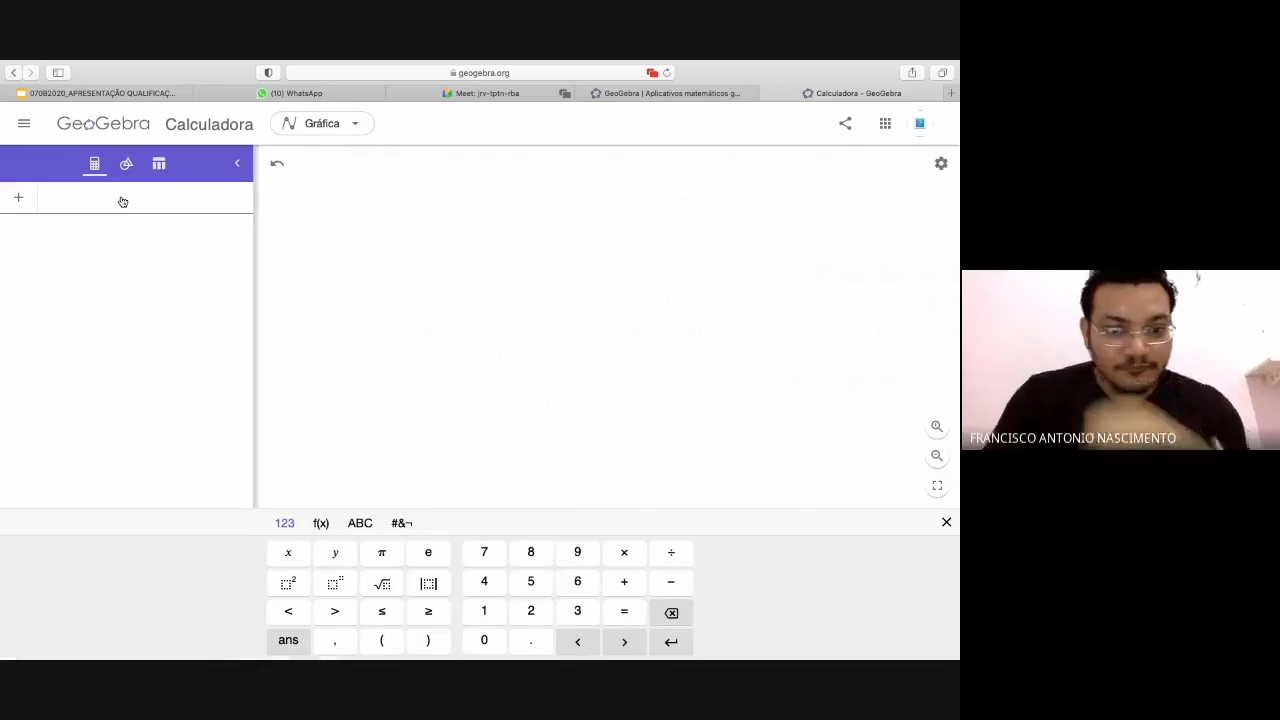 geogebra.org
07082020_APRESENTAÇÃO QUALIFICAÇ...
(10) WhatsApp
Meet: jrv-tptn-rba
GeoGebra | Aplicativos matemáticos g...
Calculadora - GeoGebra
GeoGebra Calculadora
Gráfica
123 f(x) ABC #&¬
x y π e 7 8 9 × ÷
4 5 6 + −
< > ≤ ≥ 1 2 3 =
ans , ( ) 0 . < >
FRANCISCO ANTONIO NASCIMENTO